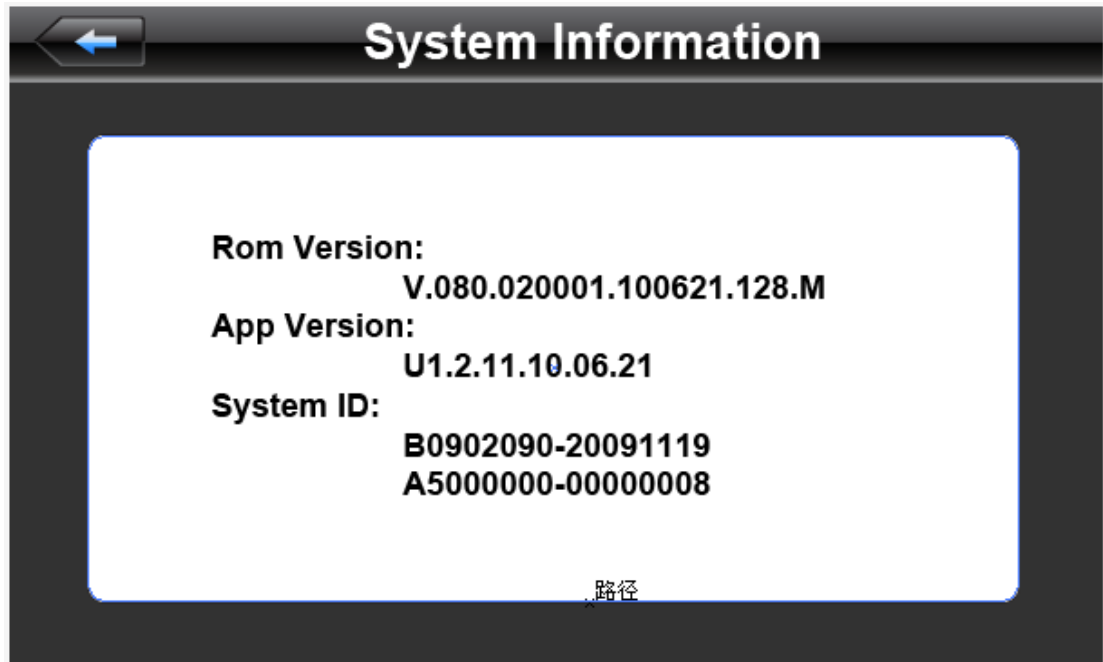 System Information
Rom Version:
V.080.020001.100621.128.M
App Version:
U1.2.11.10.06.21
System ID:
B0902090-20091119
A5000000-00000008
路径